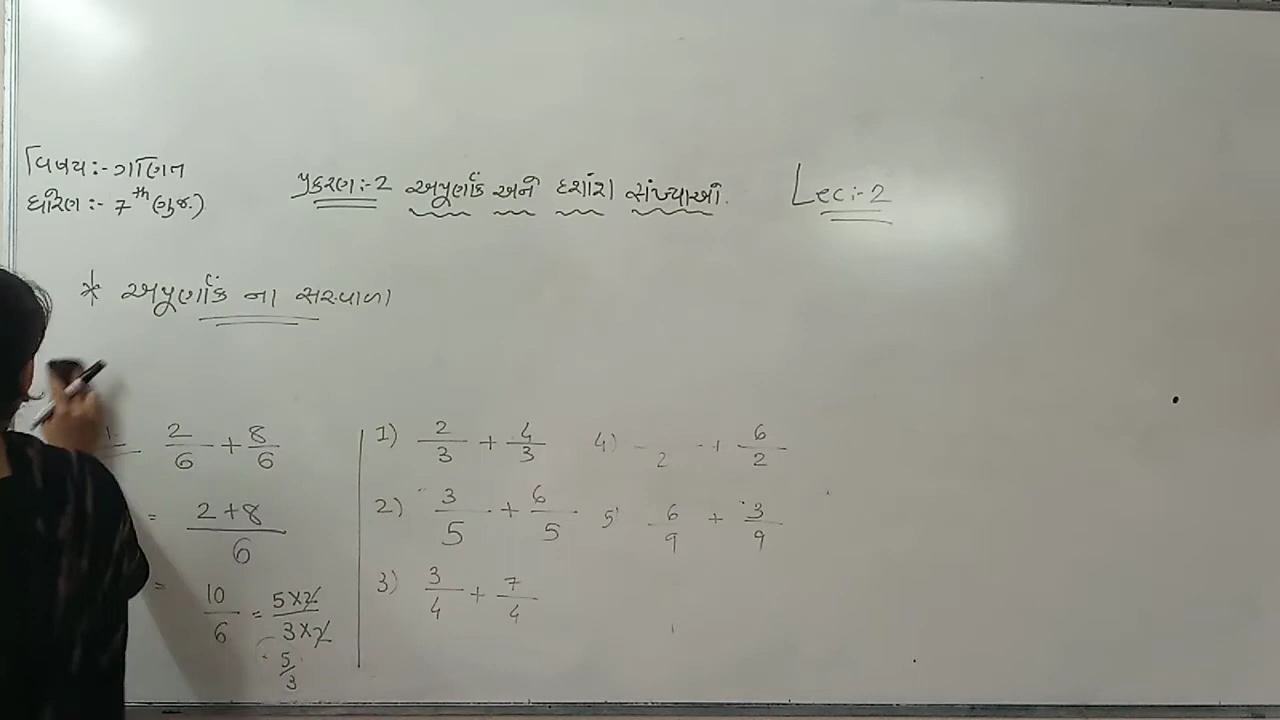 વિષય:- ગણિત
ધોરણ:- 7th (ગુજ.)
પ્રકરણ:-2 અપૂર્ણાંક અને દશાંશ સંખ્યાઓ.
Lec:-2
* અપૂર્ણાંક ના સરવાળા
2/6 + 8/6
= (2+8)/6
= 10/6 = (5×2)/(3×2)
5/3
1) 2/3 + 4/3
2) 3/5 + 6/5
3) 3/4 + 7/4
4) /2 + 6/2
5) 6/9 + 3/9